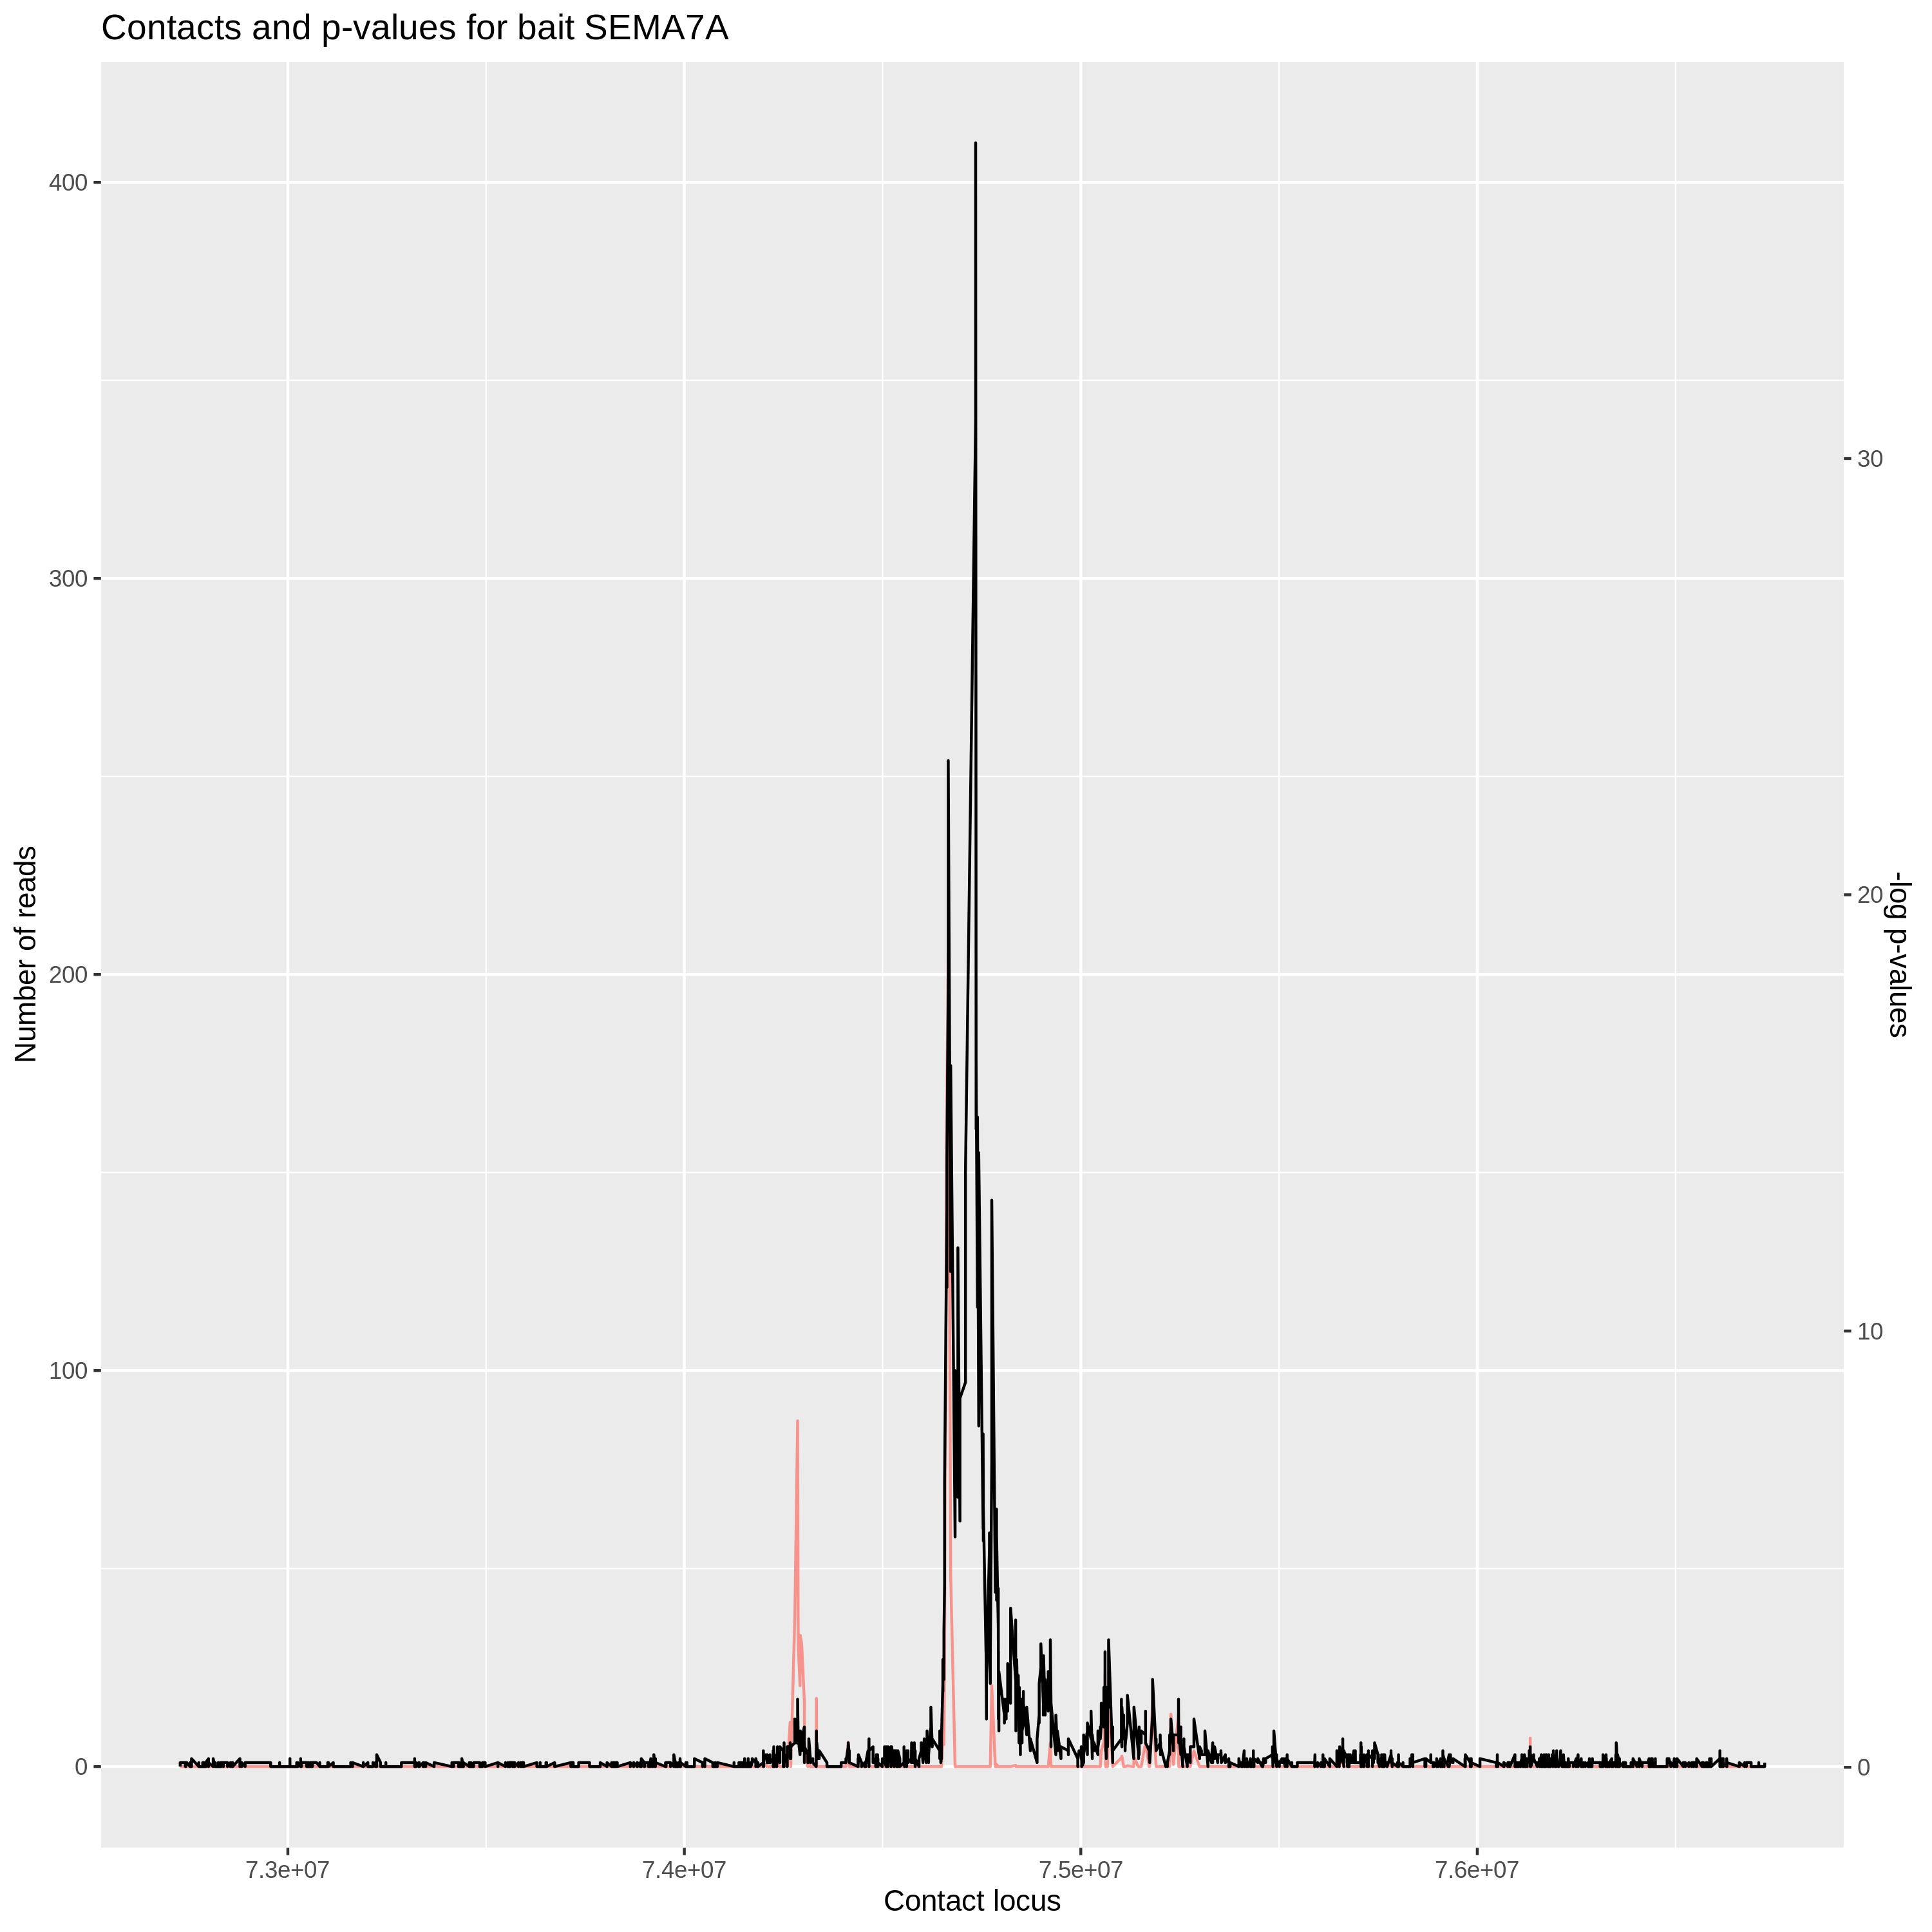 Contacts and p-values for bait SEMA7A
400
300
200
100
0
Number of reads
30
20
10
0
-log p-values
7.3e+07
7.4e+07
7.5e+07
7.6e+07
Contact locus